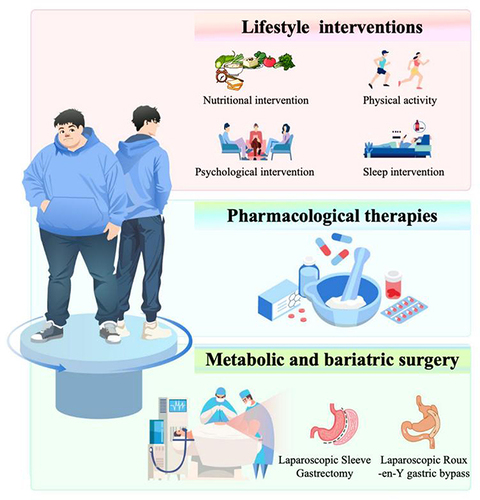 Lifestyle interventions
Nutritional intervention
Physical activity
Psychological intervention
Sleep intervention
Pharmacological therapies
Metabolic and bariatric surgery
Laparoscopic Sleeve
Gastrectomy
Laparoscopic Roux
-en-Y gastric bypass